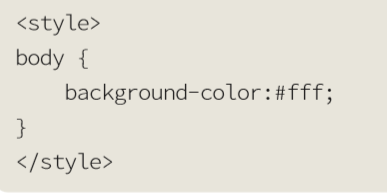 <style>
body {
    background-color:#fff;
}
</style>